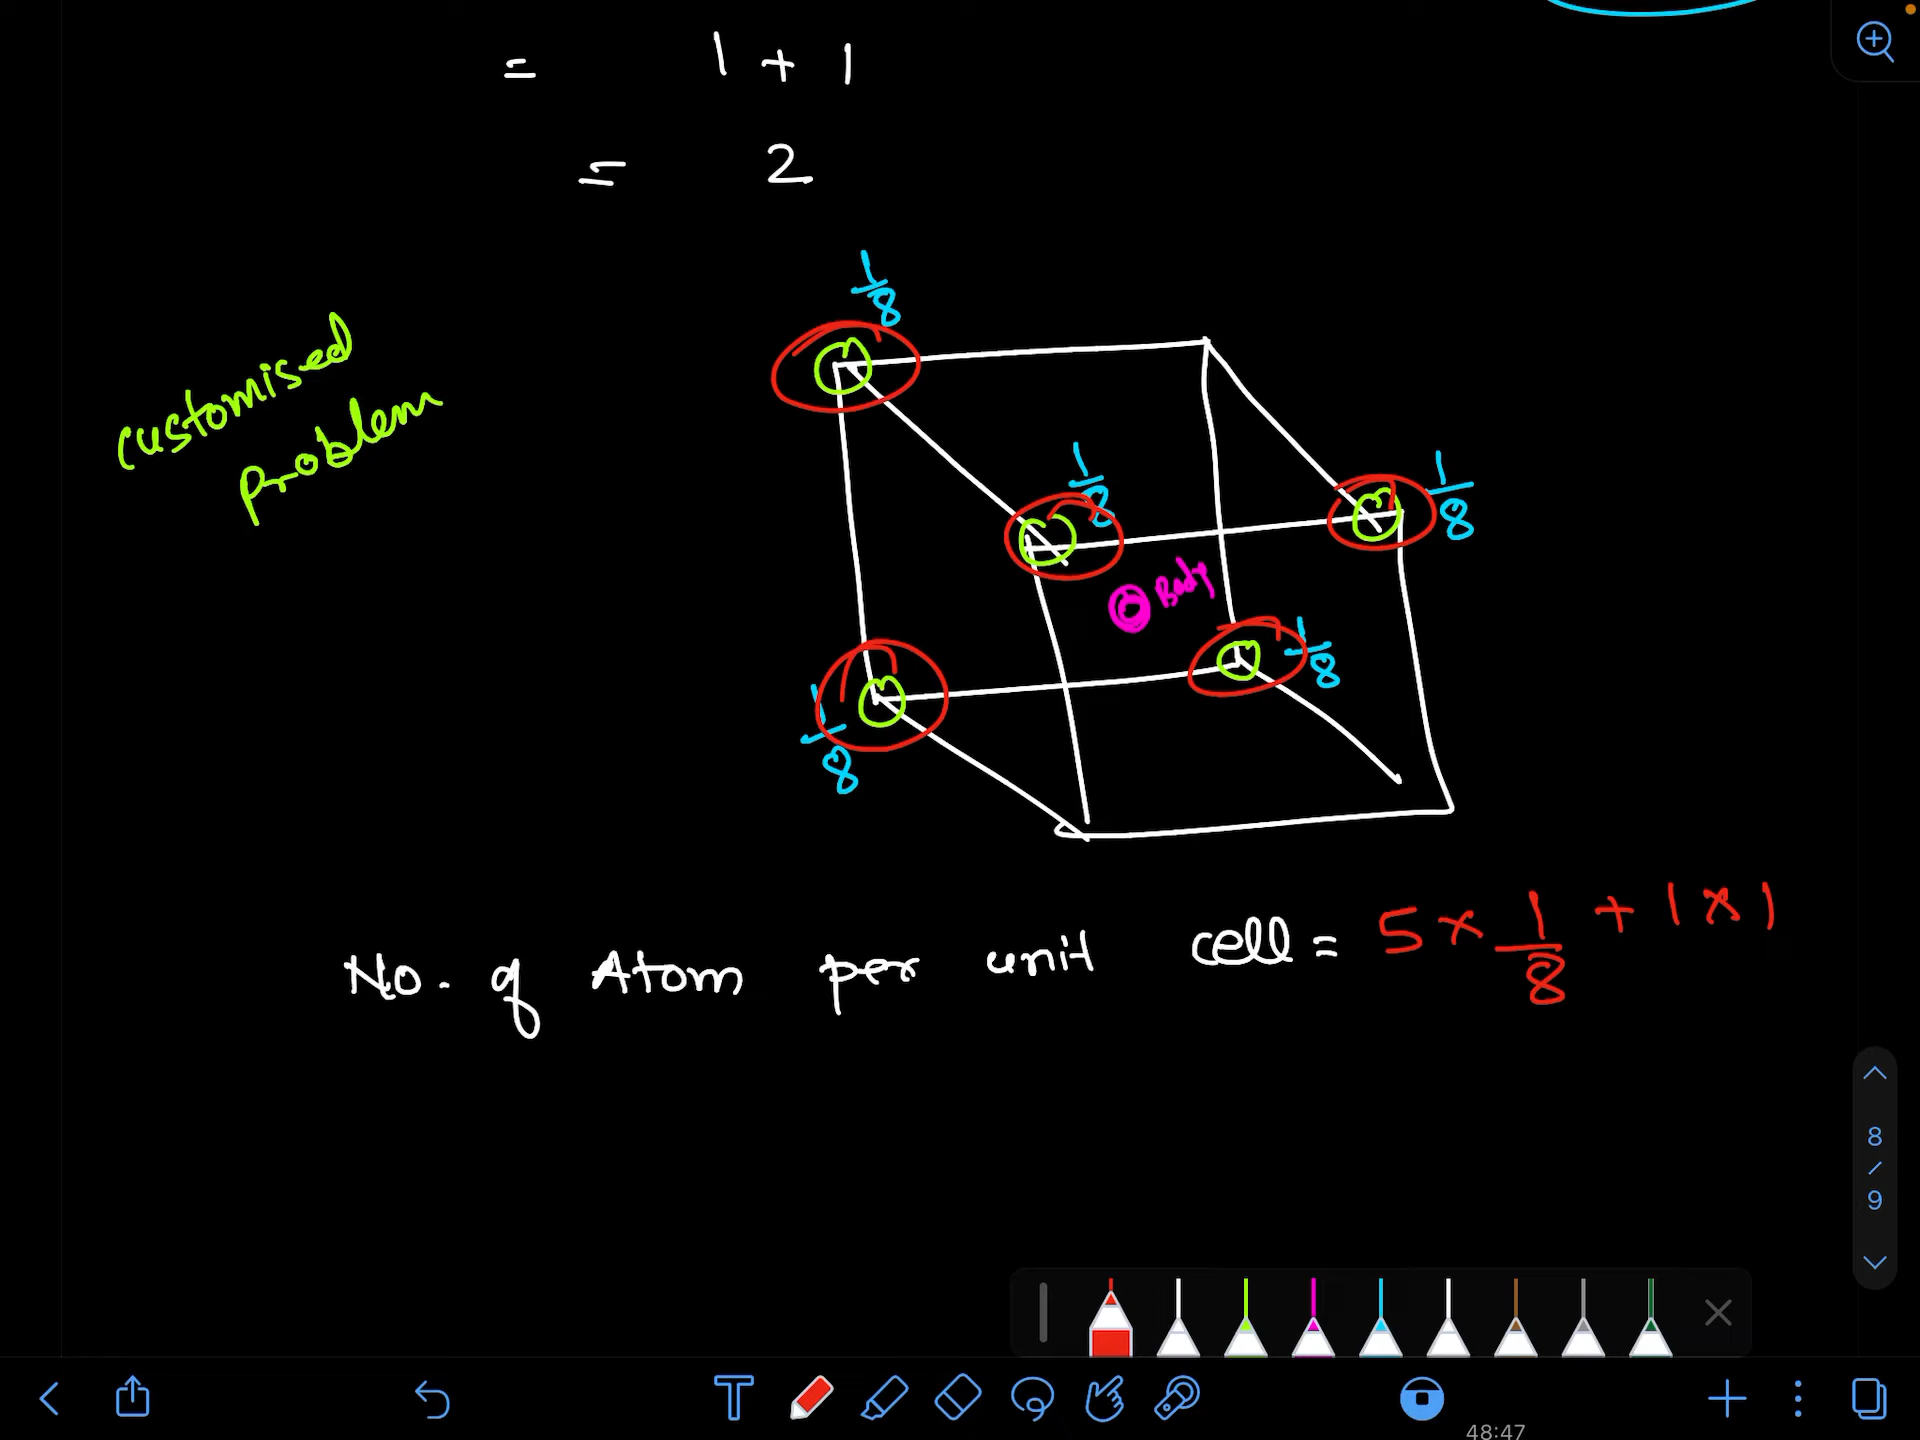 = 1 + 1
= 2
1/8
customised
problem
1/8
1/8
Body
1/8
1/8
No. of Atom per unit cell = 5 × 1/8 + 1 × 1
8
/
9
T
48:47